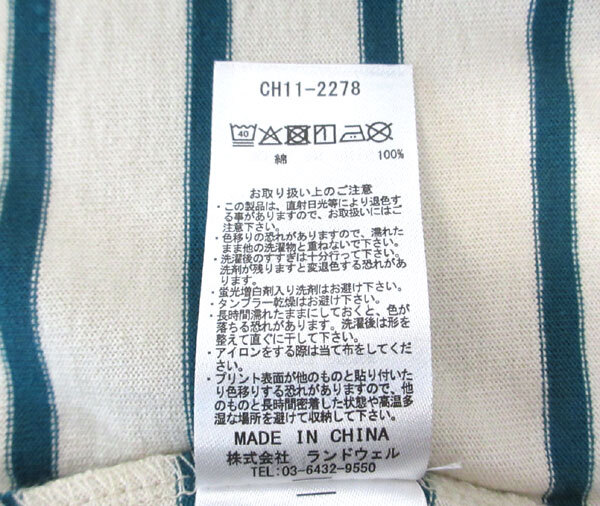 CH11-2278
40
綿 100%
お取り扱い上のご注意
・この製品は、直射日光等により退色す
る事がありますので、お取扱いにはご
注意下さい。
・色移りの恐れがありますので、濡れた
まま他の洗濯物と重ねないで下さい。
・洗濯後のすすぎは十分行って下さい。
洗剤が残りますと変退色する恐れがあ
ります。
・蛍光増白剤入り洗剤はお避け下さい。
・タンブラー乾燥はお避け下さい。
・長時間濡れたままにしておくと、色が
落ちる恐れがあります。洗濯後は形を
整えて直ぐに干して下さい。
・アイロンをする際は当て布をしてくだ
さい。
・プリント表面が他のものと貼り付いた
り色移りする恐れがありますので、他
のものと長時間密着した状態や高温多
湿な場所を避けて収納して下さい。
MADE IN CHINA
株式会社 ランドウェル
TEL:03-6432-9550